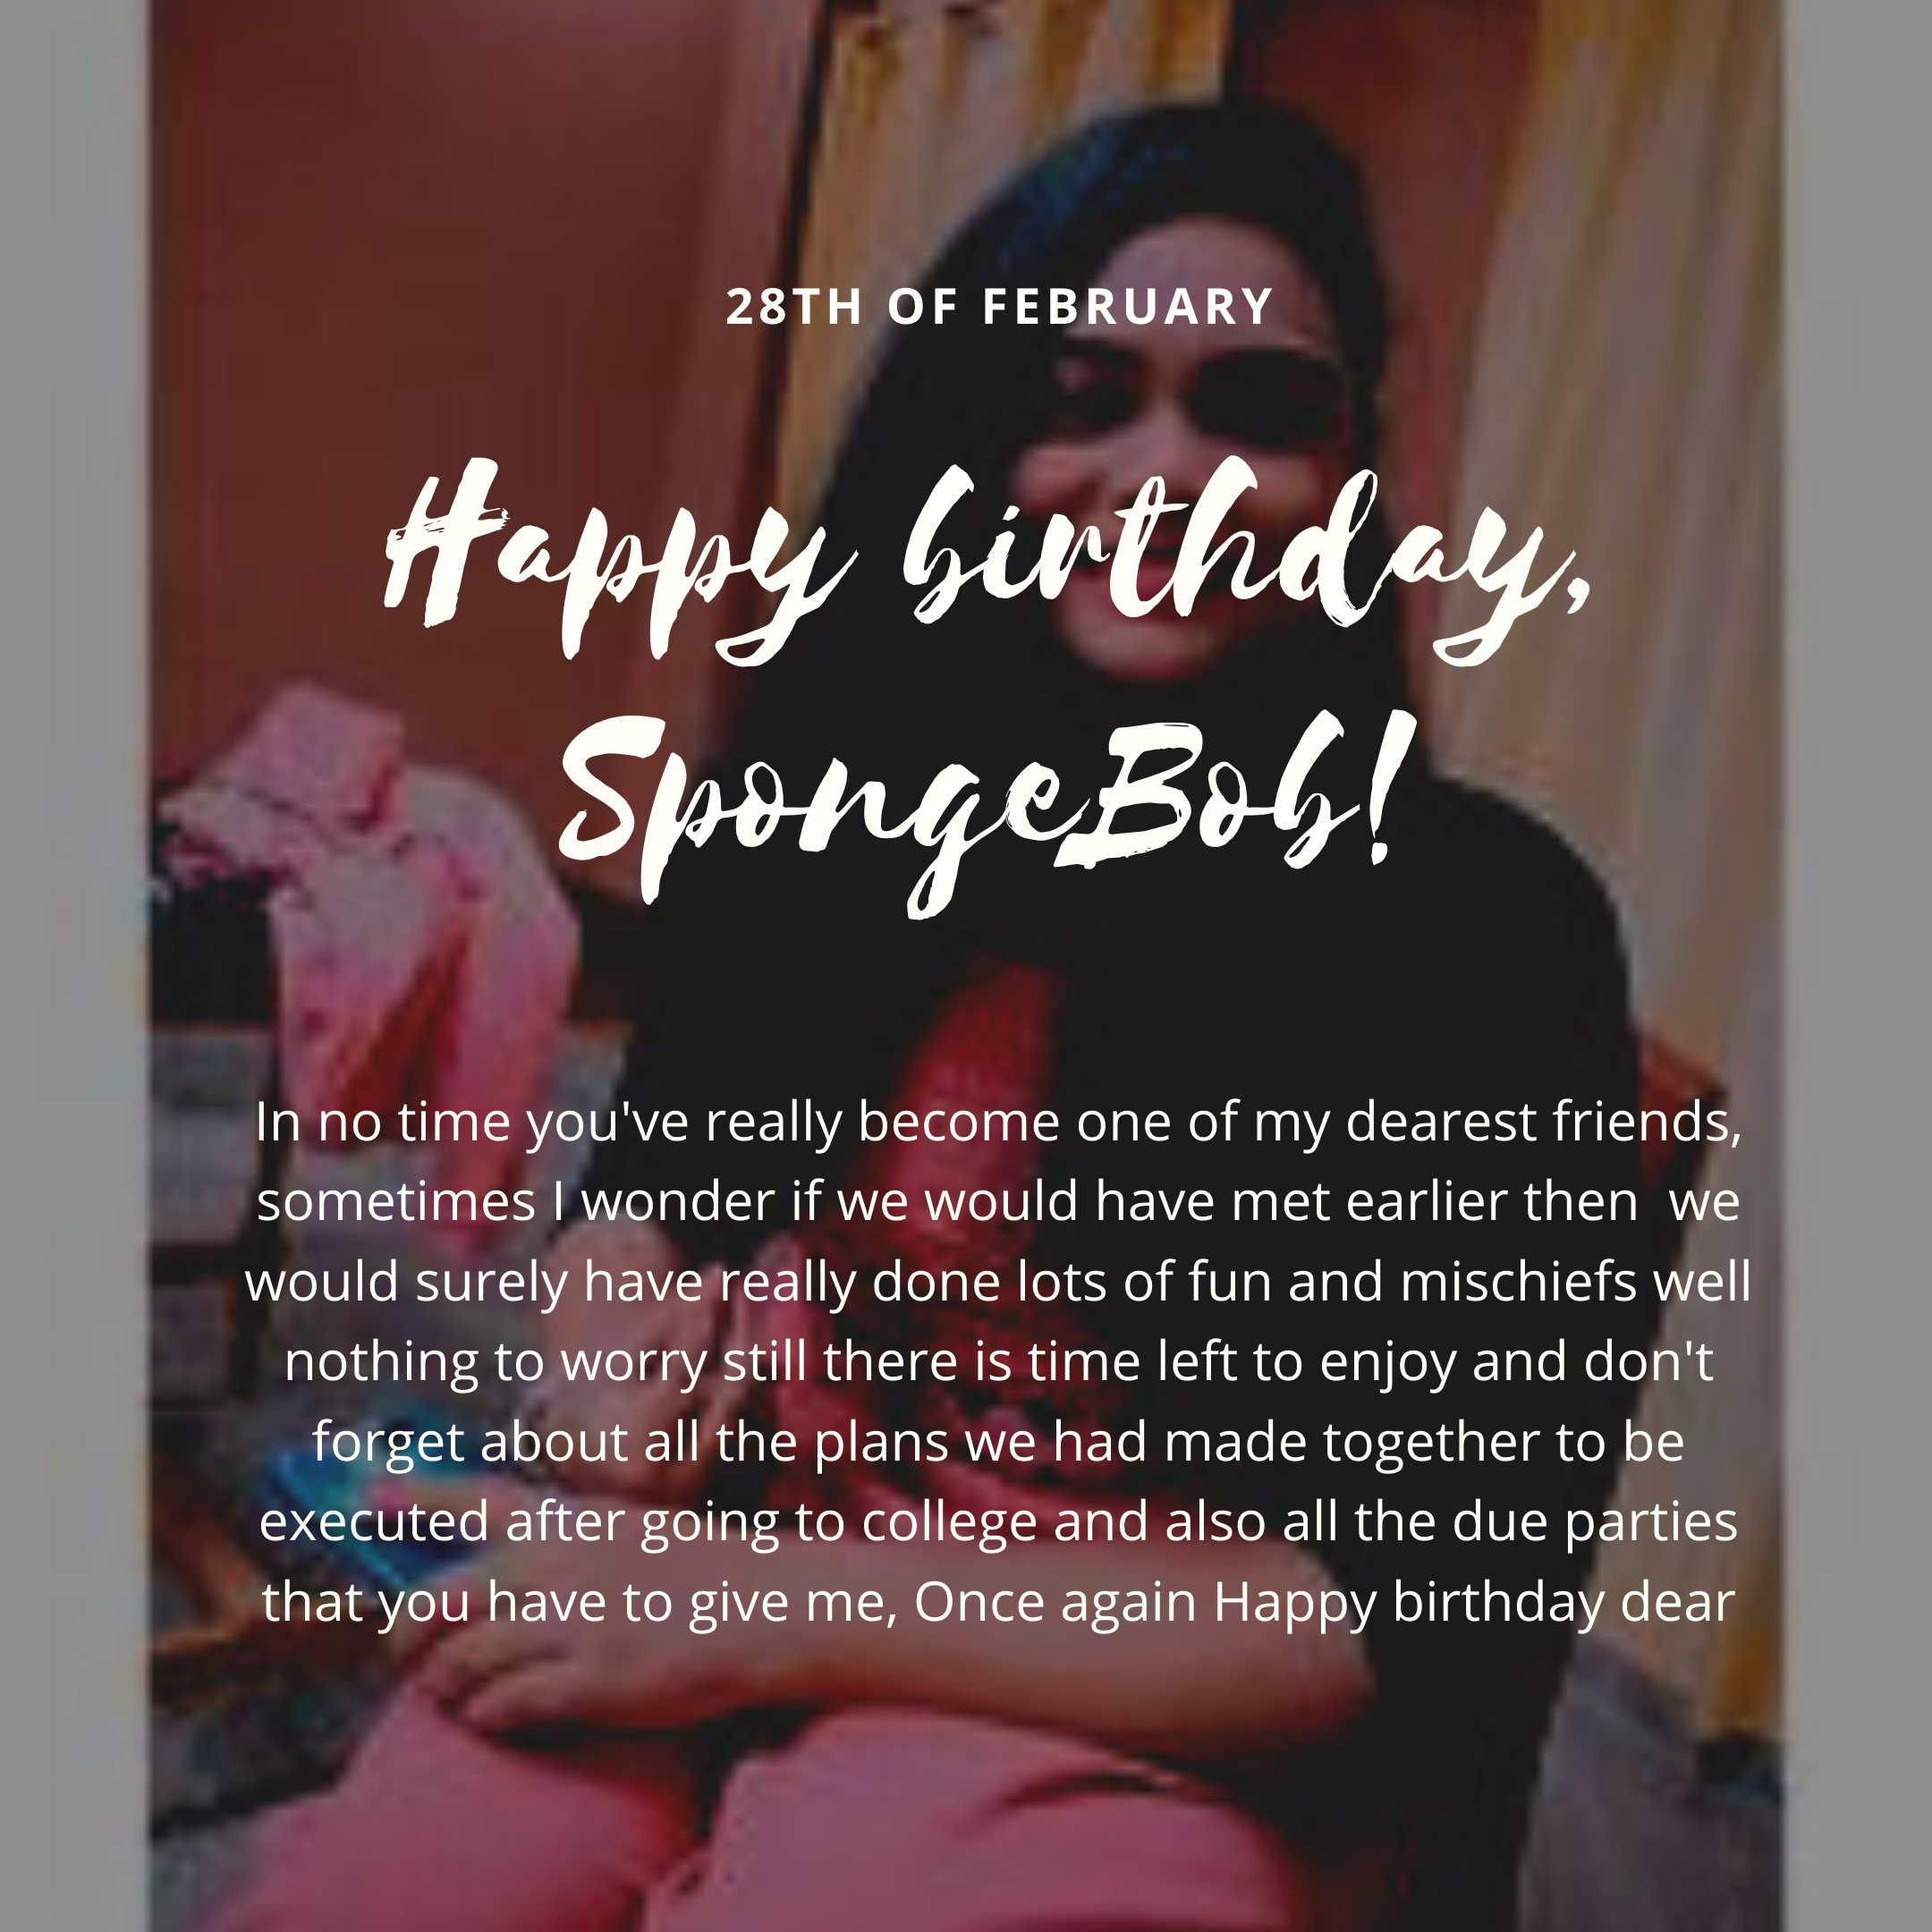 28TH OF FEBRUARY
Happy birthday,
SpongeBob!
In no time you've really become one of my dearest friends,
sometimes I wonder if we would have met earlier then  we
would surely have really done lots of fun and mischiefs well
nothing to worry still there is time left to enjoy and don't
forget about all the plans we had made together to be
executed after going to college and also all the due parties
that you have to give me, Once again Happy birthday dear